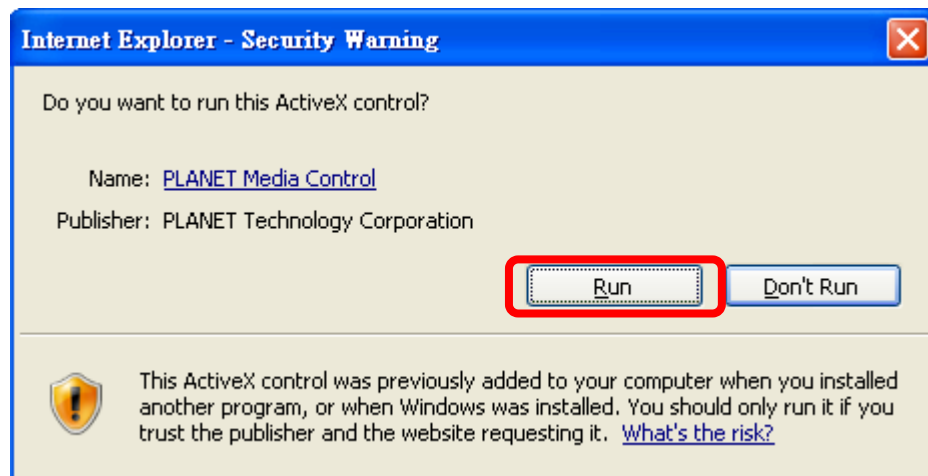 Internet Explorer - Security Warning
Do you want to run this ActiveX control?
Name: PLANET Media Control
Publisher: PLANET Technology Corporation
Run Don't Run
This ActiveX control was previously added to your computer when you installed
another program, or when Windows was installed. You should only run it if you
trust the publisher and the website requesting it. What's the risk?